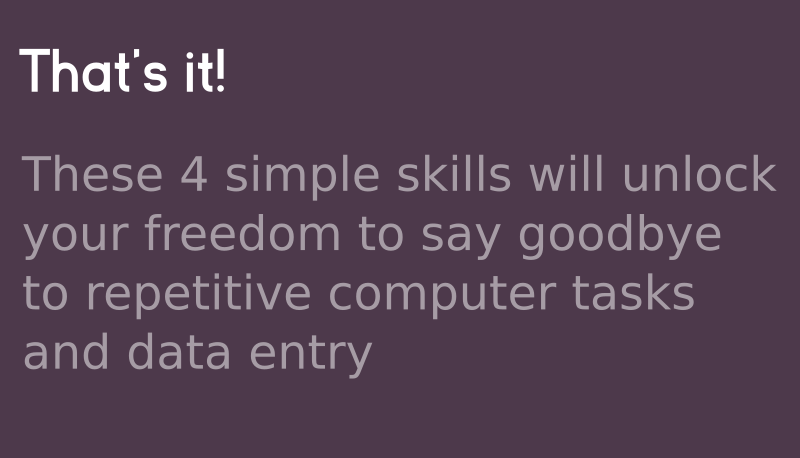 That's it!
These 4 simple skills will unlock
your freedom to say goodbye
to repetitive computer tasks
and data entry